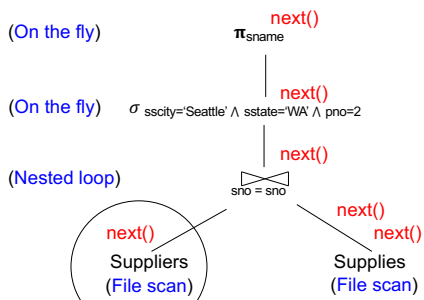 next()
(On the fly) π sname
next()
(On the fly) σ sscity='Seattle' ∧ sstate='WA' ∧ pno=2
next()
(Nested loop)
sno = sno
next()
next() next()
Suppliers Supplies
(File scan) (File scan)